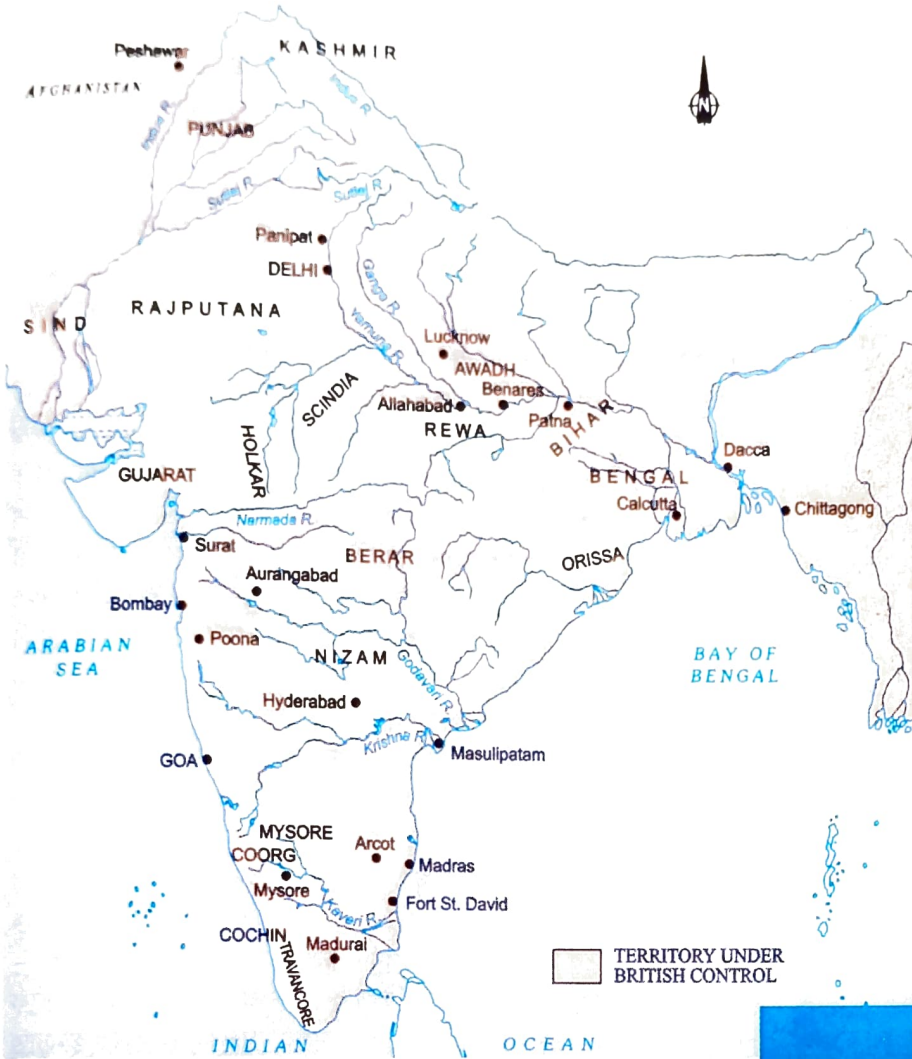 KASHMIR
Peshawar
AFGHANISTAN
Indus R.
Indus R.
N
PUNJAB
Sutlej R.
Sutlej R.
Panipat
DELHI
Ganga R.
RAJPUTANA
SIND
Yamuna R.
Lucknow
AWADH
SCINDIA
Benares
Allahabad
Patna
BIHAR
REWA
HOLKAR
Dacca
GUJARAT
BENGAL
Calcutta
Chittagong
Narmada R.
Surat
BERAR
ORISSA
Aurangabad
Bombay
Poona
ARABIAN
SEA
NIZAM
BAY OF
BENGAL
Godavari R.
Hyderabad
Krishna R.
Masulipatam
GOA
MYSORE
Arcot
COORG
Madras
Mysore
Kaveri R.
Fort St. David
COCHIN
Madurai
TRAVANCORE
TERRITORY UNDER
BRITISH CONTROL
INDIAN OCEAN